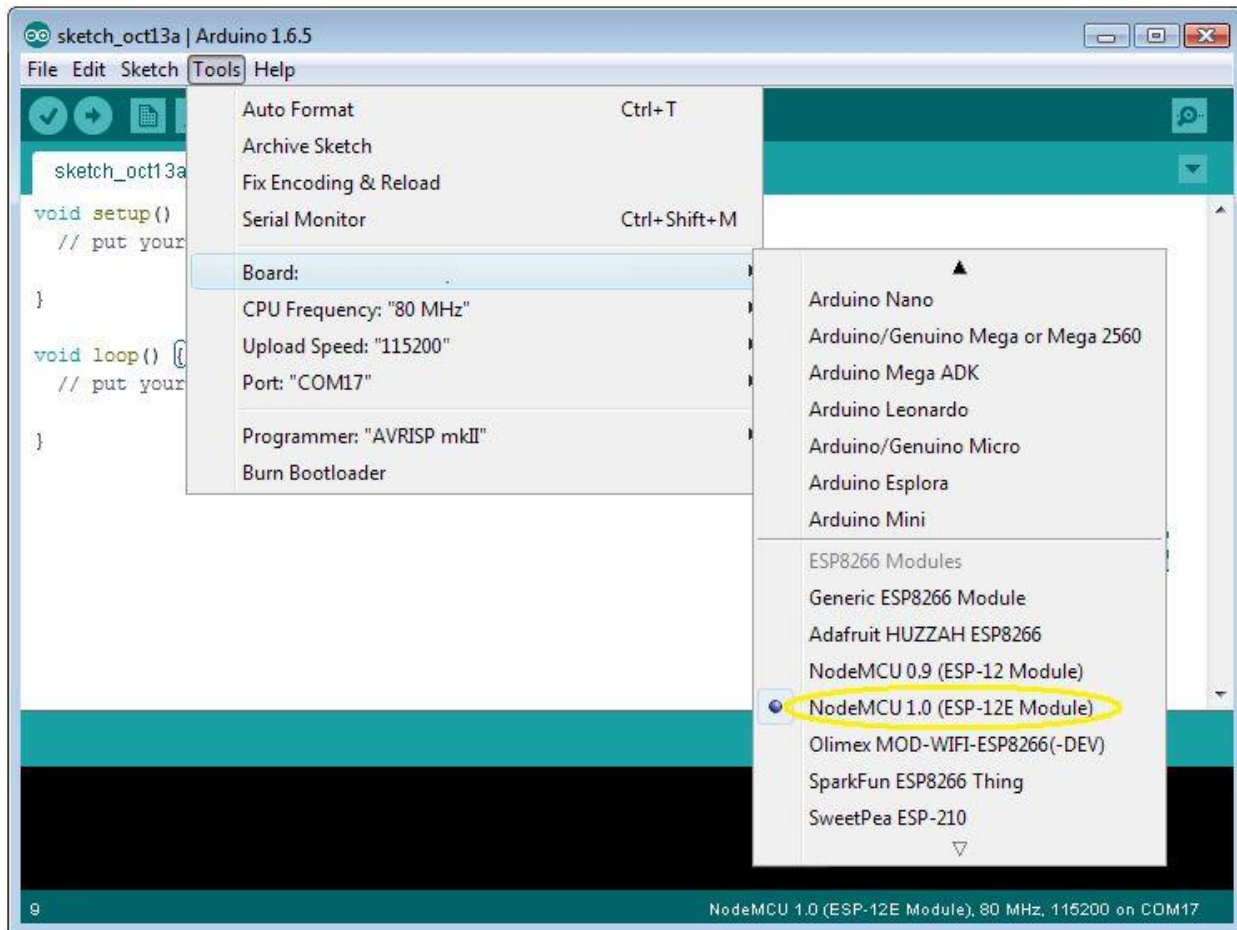 sketch_oct13a | Arduino 1.6.5
File Edit Sketch Tools Help
Auto Format Ctrl+T
Archive Sketch
Fix Encoding & Reload
Serial Monitor Ctrl+Shift+M
Board:
CPU Frequency: "80 MHz"
Upload Speed: "115200"
Port: "COM17"
Programmer: "AVRISP mkII"
Burn Bootloader
sketch_oct13a
void setup()
// put your
}
void loop() {
// put your
}
Arduino Nano
Arduino/Genuino Mega or Mega 2560
Arduino Mega ADK
Arduino Leonardo
Arduino/Genuino Micro
Arduino Esplora
Arduino Mini
ESP8266 Modules
Generic ESP8266 Module
Adafruit HUZZAH ESP8266
NodeMCU 0.9 (ESP-12 Module)
NodeMCU 1.0 (ESP-12E Module)
Olimex MOD-WIFI-ESP8266(-DEV)
SparkFun ESP8266 Thing
SweetPea ESP-210
9 NodeMCU 1.0 (ESP-12E Module), 80 MHz, 115200 on COM17